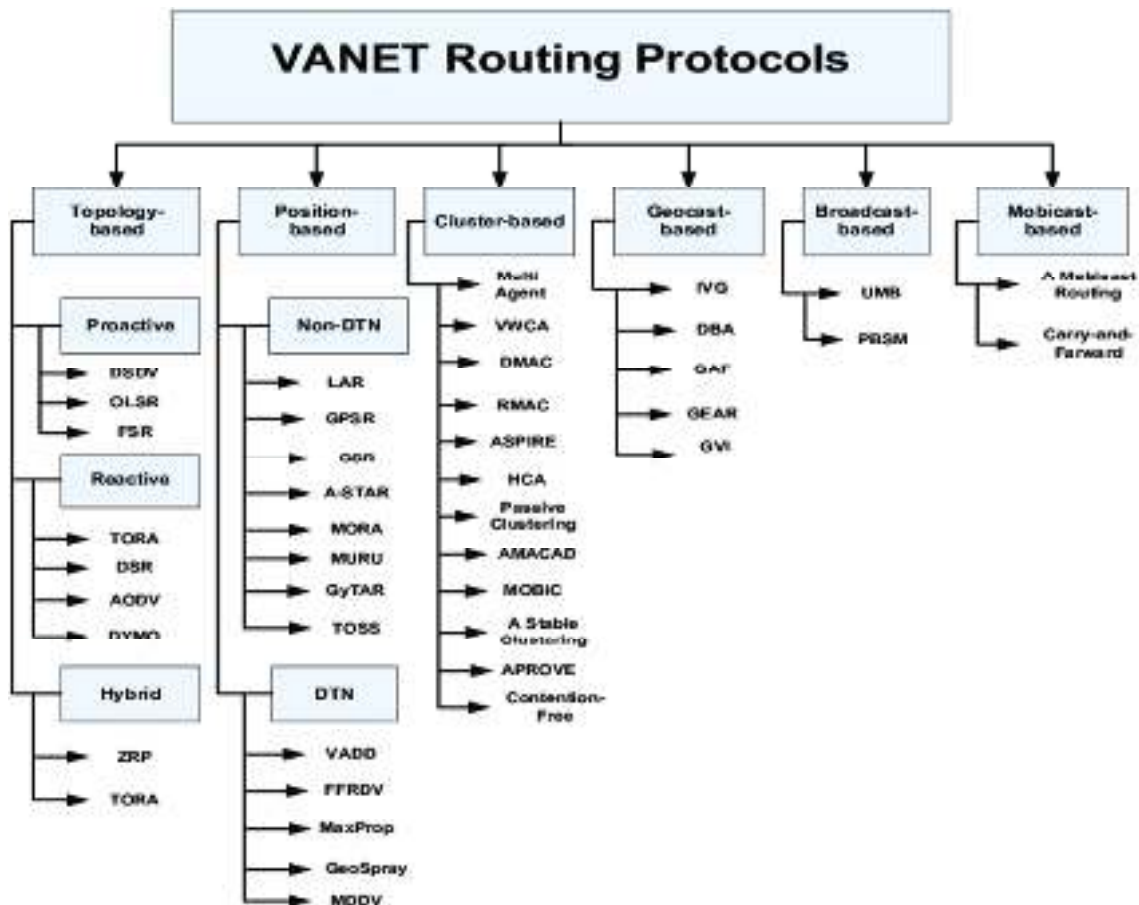 VANET Routing Protocols
Topology-
based
Proactive
DSDV
OLSR
FSR
Reactive
TORA
DSR
AODV
DYMO
Hybrid
ZRP
TORA
Position-
based
Non-DTN
LAR
GPSR
A-STAR
MORA
MURU
GyTAR
TOSS
DTN
VADD
FFRDV
MaxProp
GeoSpray
MDDV
Cluster-based
Multi
Agent
VWCA
DMAC
RMAC
ASPIRE
HCA
Passive
Clustering
AMACAD
MOBIC
A Stable
Clustering
APROVE
Contention-
Free
Geocast-
based
IVG
DBA
GEAR
GVI
Broadcast-
based
UMB
PBSM
Mobicast-
based
A Mobicast
Routing
Carry-and-
Farward